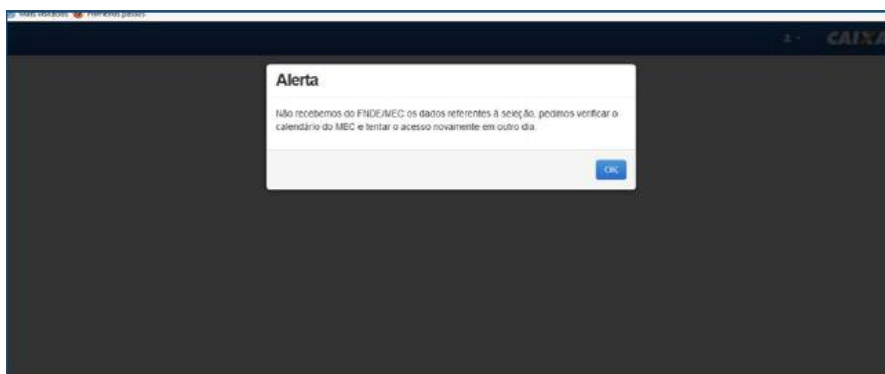 Mais visitados Primeiros passos
CAIXA
Alerta
Não recebemos do FNDE/MEC os dados referentes à seleção, pedimos verificar o
calendário do MEC e tentar o acesso novamente em outro dia.
OK